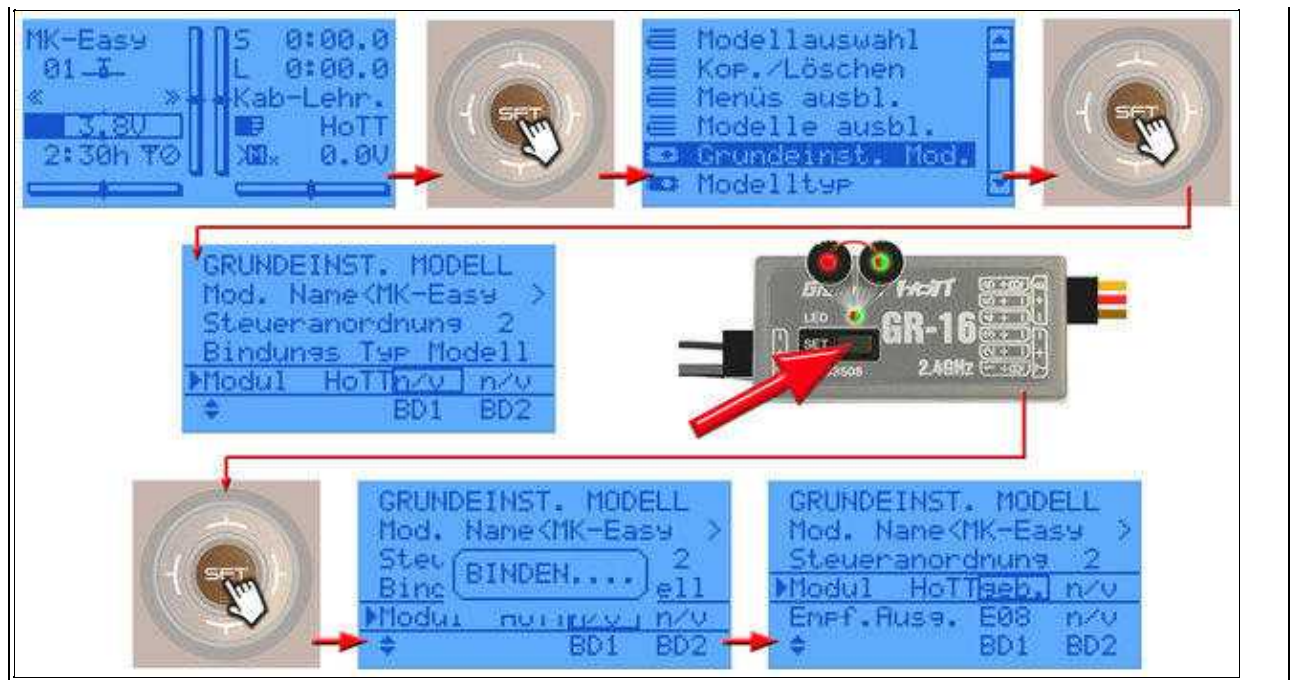 MK-Easy
01
« »
3.8V
2:30h
S 0:00.0
L 0:00.0
Kab-Lehr.
HoTT
0.0V
SET
Modellauswahl
Kop./Löschen
Menüs ausbl.
Modelle ausbl.
Grundeinst. Mod.
Modelltyp
SET
GRUNDEINST. MODELL
Mod. Name<MK-Easy >
Steueranordnung 2
Bindungs Typ Modell
Modul HoTT n/v n/v
BD1 BD2
HoTT
LED
GR-16
SET
2.4GHz
SET
GRUNDEINST. MODELL
Mod. Name<MK-Easy >
2
BINDEN....
ell
n/v
BD1 BD2
GRUNDEINST. MODELL
Mod. Name<MK-Easy >
Steueranordnung 2
Modul HoTT geb. n/v
Empf.Ausg. E08 n/v
BD1 BD2